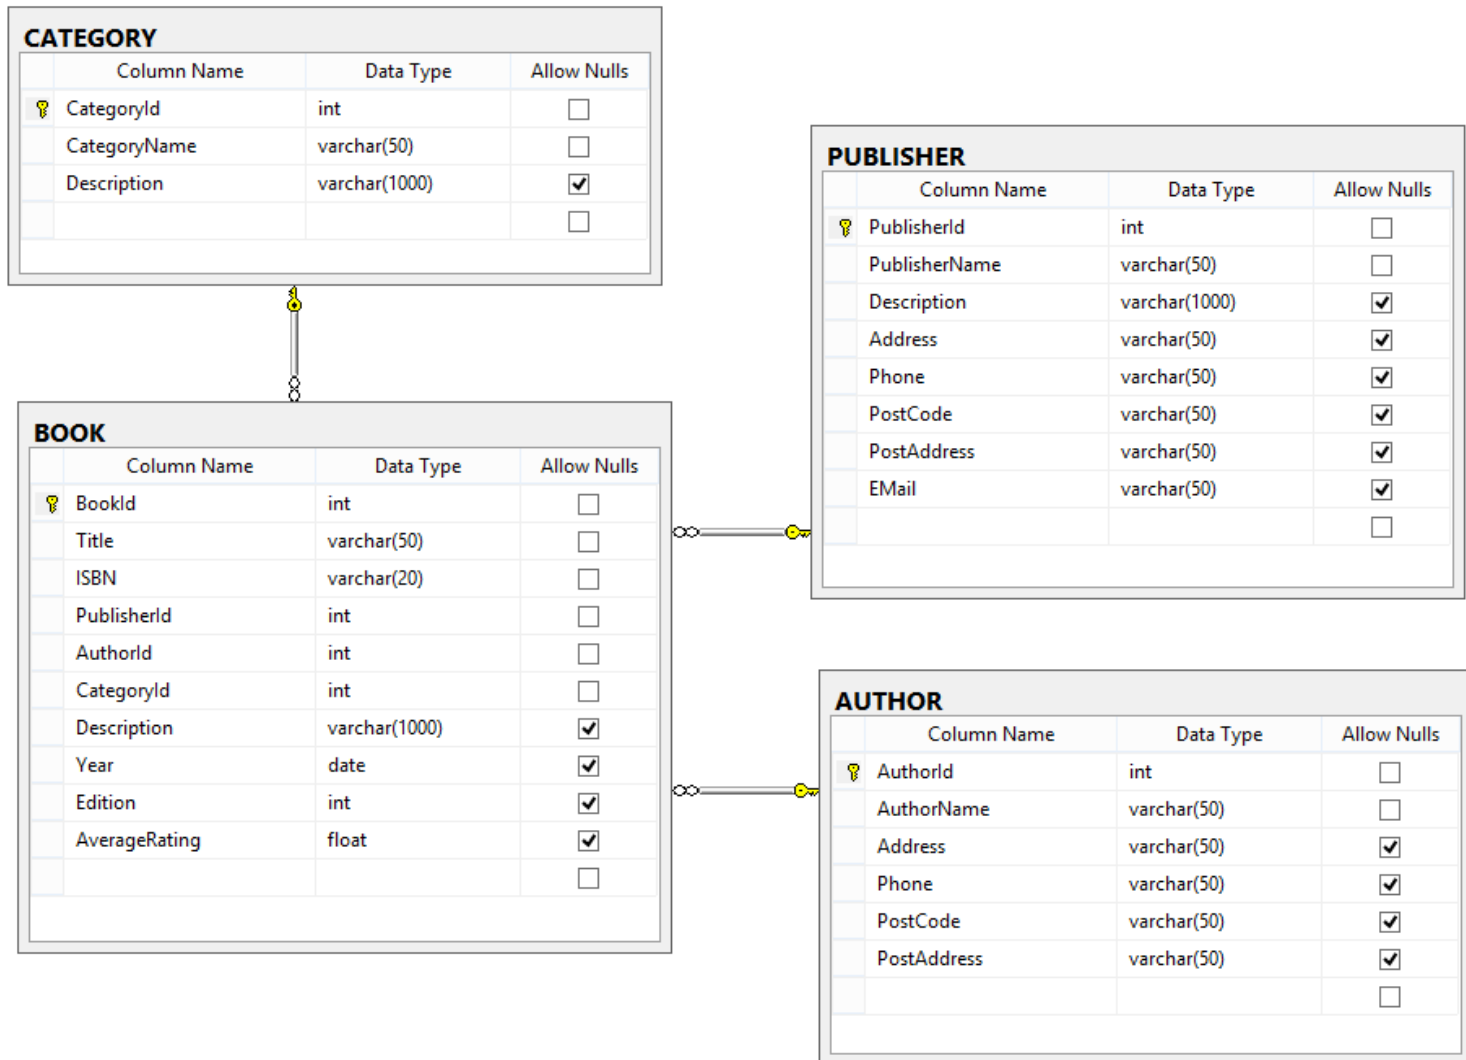 CATEGORY
Column Name Data Type Allow Nulls
CategoryId int
CategoryName varchar(50)
Description varchar(1000)
BOOK
Column Name Data Type Allow Nulls
BookId int
Title varchar(50)
ISBN varchar(20)
PublisherId int
AuthorId int
CategoryId int
Description varchar(1000)
Year date
Edition int
AverageRating float
PUBLISHER
Column Name Data Type Allow Nulls
PublisherId int
PublisherName varchar(50)
Description varchar(1000)
Address varchar(50)
Phone varchar(50)
PostCode varchar(50)
PostAddress varchar(50)
EMail varchar(50)
AUTHOR
Column Name Data Type Allow Nulls
AuthorId int
AuthorName varchar(50)
Address varchar(50)
Phone varchar(50)
PostCode varchar(50)
PostAddress varchar(50)